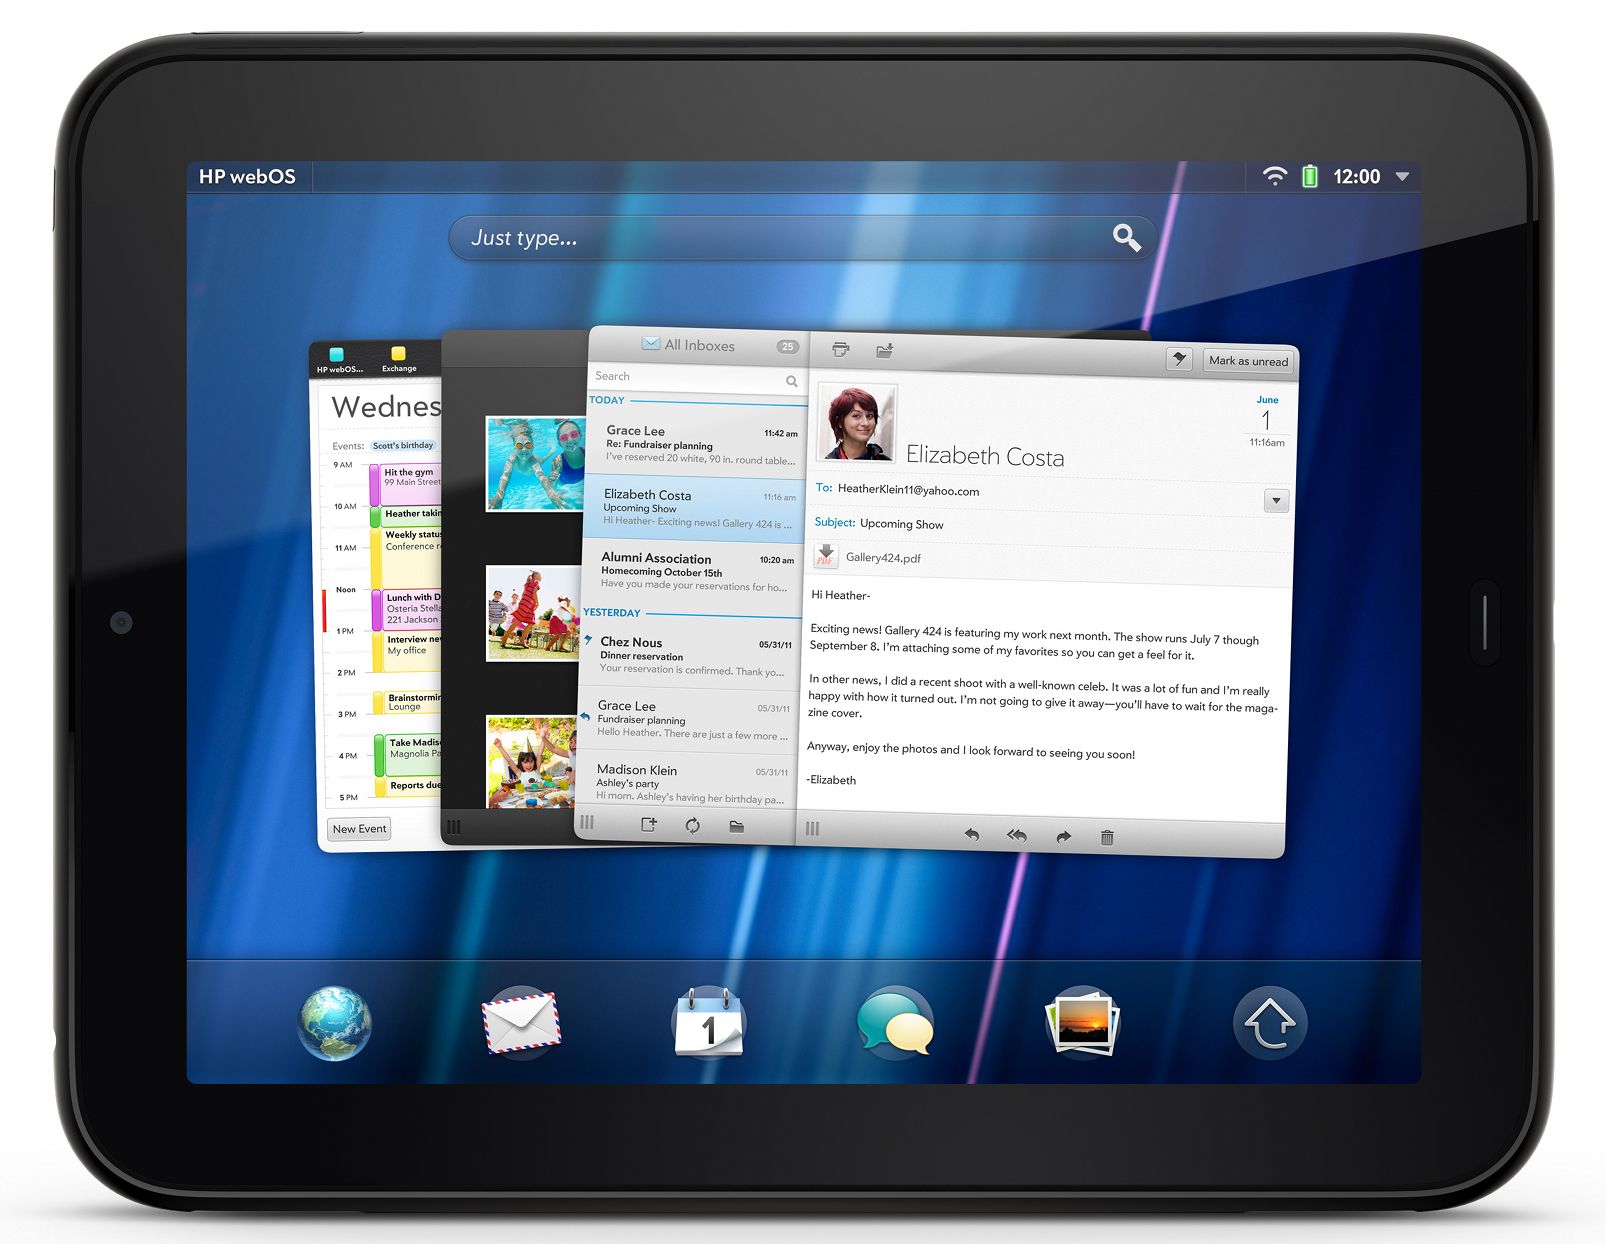 HP webOS
12:00
Just type...
HP webOS...
Exchange
Wednes
Events: Scott's birthday
9 AM
Hit the gym
99 Main Street
10 AM
Heather takin
Weekly status
11 AM
Conference r
Noon
Lunch with D
Osteria Stella
221 Jackson
1 PM
Interview ne
My office
2 PM
Brainstormin
Lounge
3 PM
Take Madis
4 PM
Magnolia Pa
Reports due
5 PM
New Event
All Inboxes 25
Search
TODAY
Grace Lee 11:42 am
Re: Fundraiser planning
I've reserved 20 white, 90 in. round table...
Elizabeth Costa 11:16 am
Upcoming Show
Hi Heather- Exciting news! Gallery 424 is ...
Alumni Association 10:20 am
Homecoming October 15th
Have you made your reservations for ho...
YESTERDAY
Chez Nous 05/31/11
Dinner reservation
Your reservation is confirmed. Thank yo...
Grace Lee 05/31/11
Fundraiser planning
Hello Heather. There are just a few more ...
Madison Klein 05/31/11
Ashley's party
Hi mom. Ashley's having her birthday pa...
Mark as unread
June
1
11:16am
Elizabeth Costa
To: HeatherKlein11@yahoo.com
Subject: Upcoming Show
PDF
Gallery424.pdf
Hi Heather-
Exciting news! Gallery 424 is featuring my work next month. The show runs July 7 though
September 8. I'm attaching some of my favorites so you can get a feel for it.
In other news, I did a recent shoot with a well-known celeb. It was a lot of fun and I'm really
happy with how it turned out. I'm not going to give it away—you'll have to wait for the maga-
zine cover.
Anyway, enjoy the photos and I look forward to seeing you soon!
-Elizabeth
1